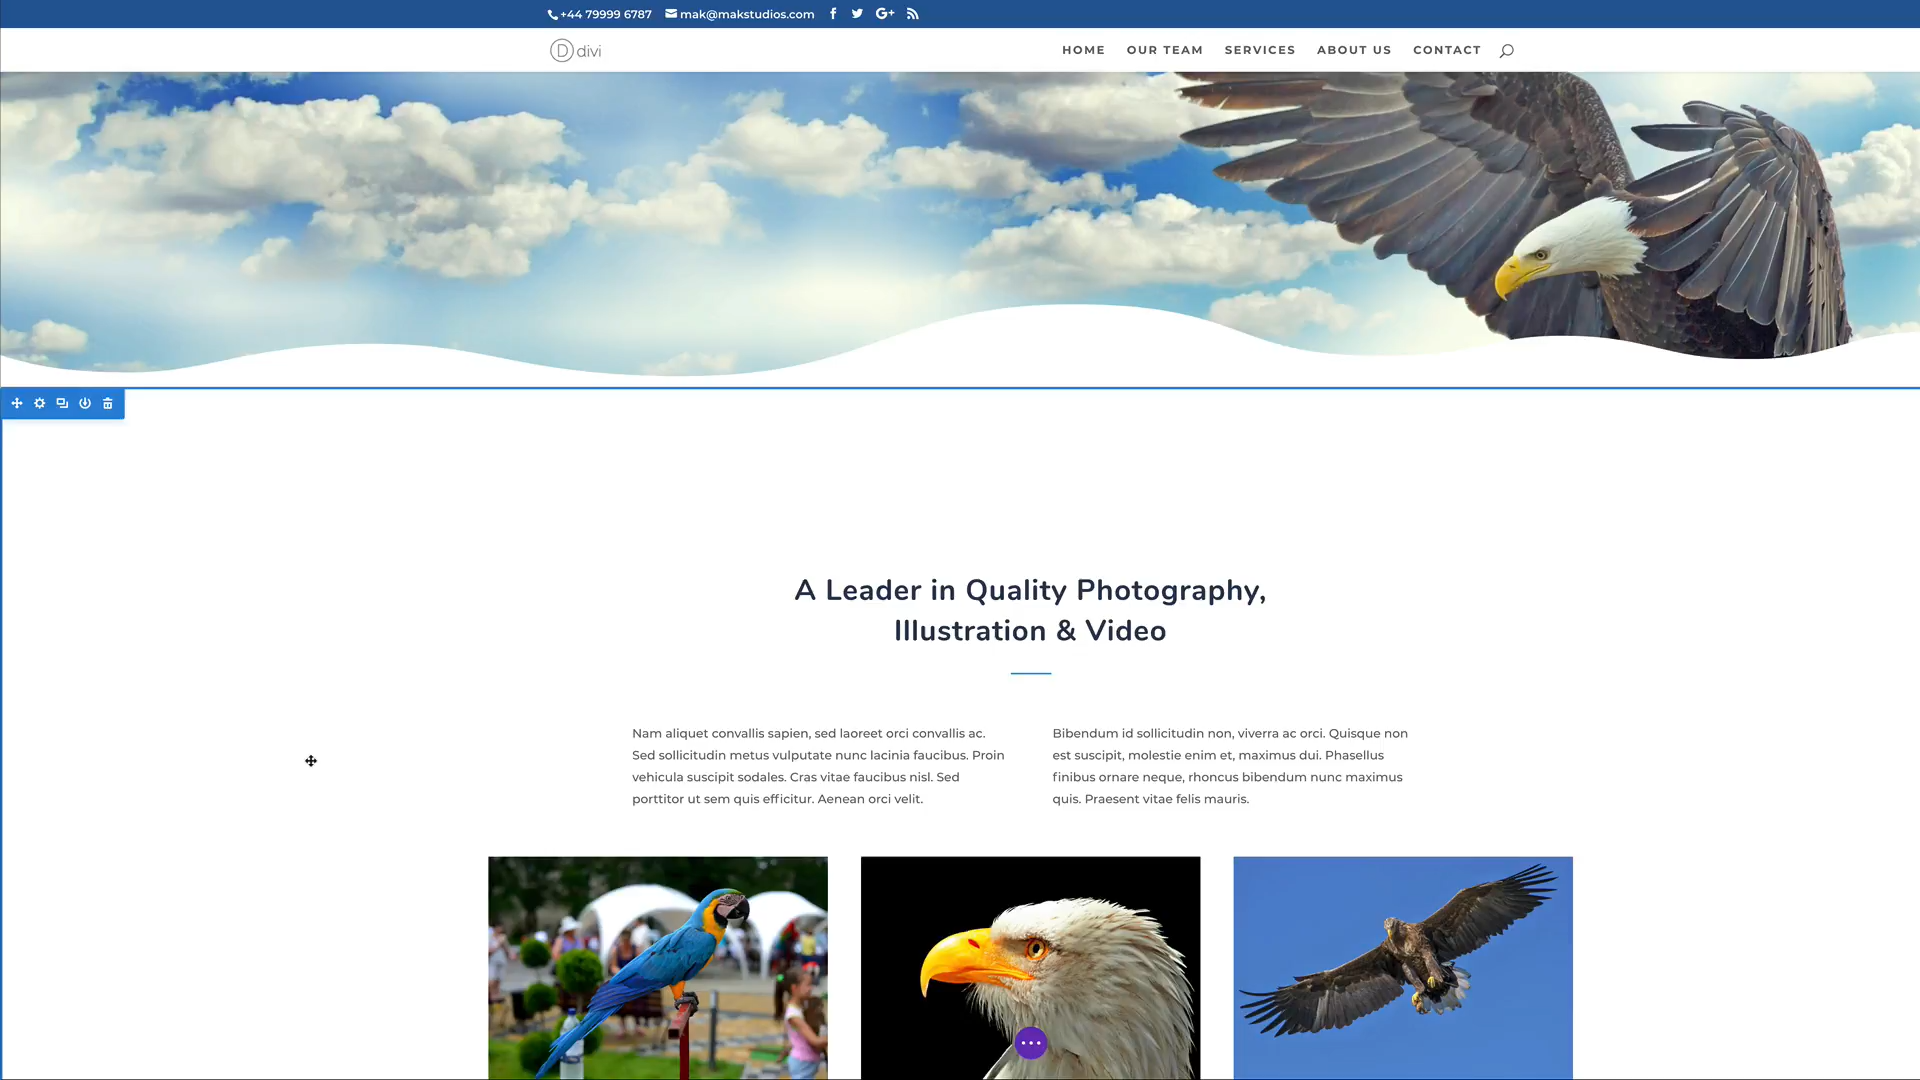 +44 79999 6787 mak@makstudios.com
D divi HOME OUR TEAM SERVICES ABOUT US CONTACT
A Leader in Quality Photography,
Illustration & Video
Nam aliquet convallis sapien, sed laoreet orci convallis ac.
Sed sollicitudin metus vulputate nunc lacinia faucibus. Proin
vehicula suscipit sodales. Cras vitae faucibus nisl. Sed
porttitor ut sem quis efficitur. Aenean orci velit.
Bibendum id sollicitudin non, viverra ac orci. Quisque non
est suscipit, molestie enim et, maximus dui. Phasellus
finibus ornare neque, rhoncus bibendum nunc maximus
quis. Praesent vitae felis mauris.